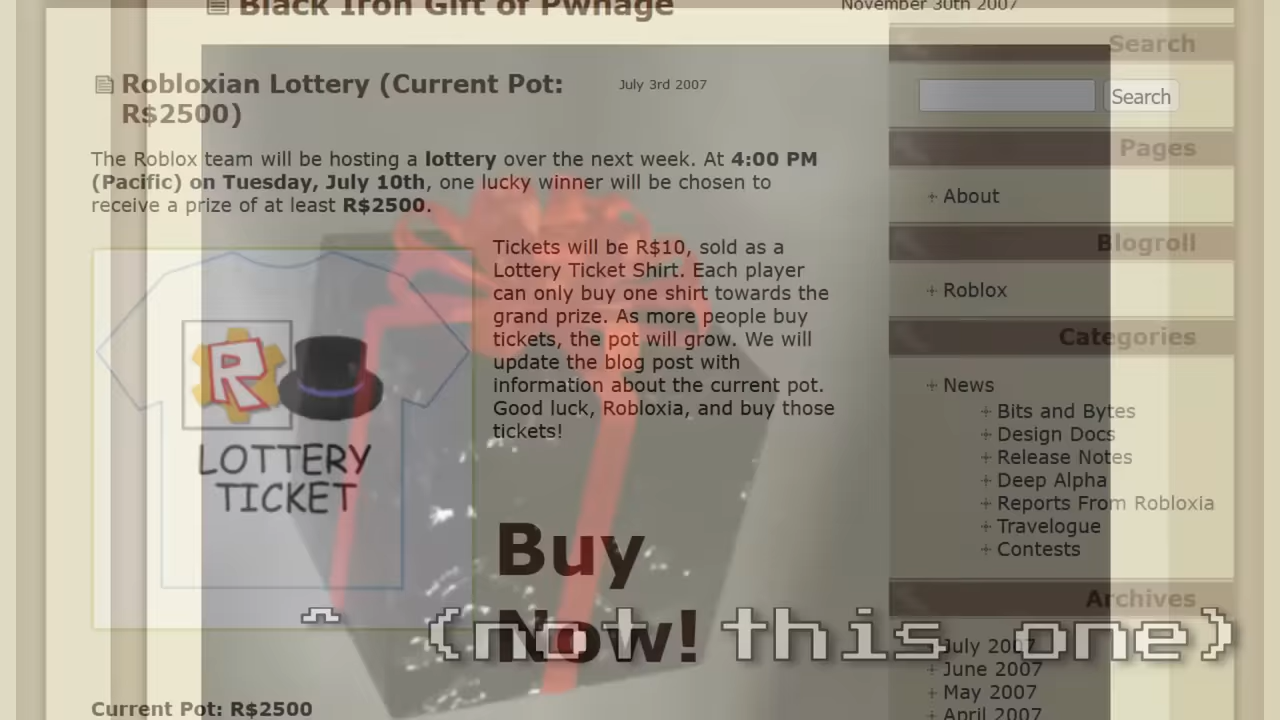 Black Iron Gift of Pwnage
November 30th 2007
Robloxian Lottery (Current Pot:
R$2500)
July 3rd 2007
The Roblox team will be hosting a lottery over the next week. At 4:00 PM
(Pacific) on Tuesday, July 10th, one lucky winner will be chosen to
receive a prize of at least R$2500.
R
LOTTERY
TICKET
Tickets will be R$10, sold as a
Lottery Ticket Shirt. Each player
can only buy one shirt towards the
grand prize. As more people buy
tickets, the pot will grow. We will
update the blog post with
information about the current pot.
Good luck, Robloxia, and buy those
tickets!
Buy
Now!
^ (not this one)
Current Pot: R$2500
Search
Search
Pages
+ About
Blogroll
+ Roblox
Categories
+ News
+ Bits and Bytes
+ Design Docs
+ Release Notes
+ Deep Alpha
+ Reports From Robloxia
+ Travelogue
+ Contests
Archives
+ July 2007
+ June 2007
+ May 2007
+ April 2007